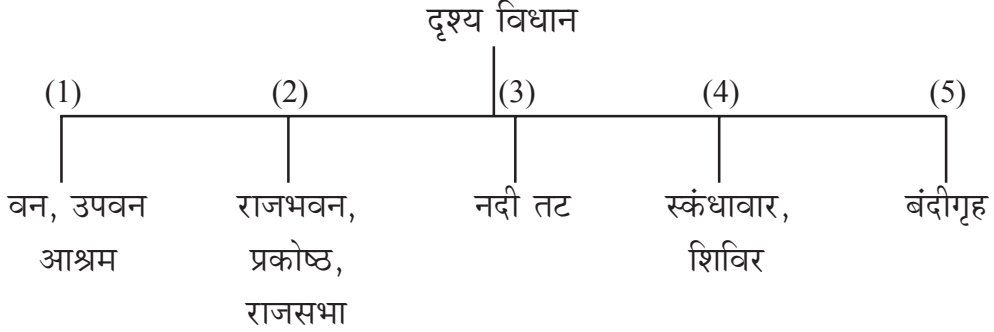 दृश्य विधान
(1) (2) (3) (4) (5)
वन, उपवन राजभवन, नदी तट स्कंधावार, बंदीगृह
आश्रम प्रकोष्ठ, शिविर
राजसभा